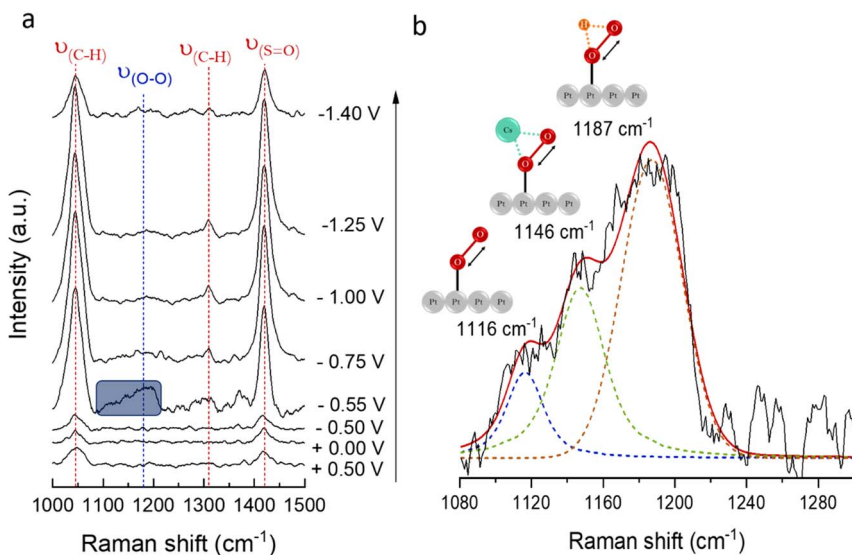 a
υ(C-H)
υ(O-O)
υ(C-H)
υ(S=O)
-1.40 V
-1.25 V
- 1.00 V
- 0.75 V
- 0.55 V
- 0.50 V
+ 0.00 V
+ 0.50 V
Intensity (a.u.)
1000 1100 1200 1300 1400 1500
Raman shift (cm⁻¹)
b
H O
O
Pt Pt Pt Pt
1187 cm⁻¹
Cs O
O
Pt Pt Pt Pt
1146 cm⁻¹
O
O
Pt Pt Pt Pt
1116 cm⁻¹
1080 1120 1160 1200 1240 1280
Raman shift (cm⁻¹)